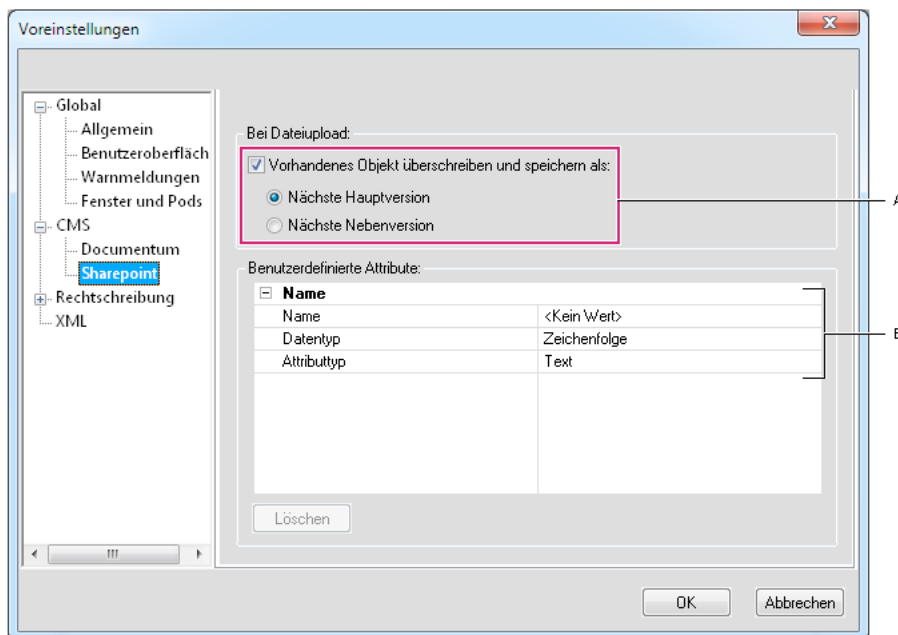 Voreinstellungen
Global
Allgemein
Benutzeroberfläch
Warnmeldungen
Fenster und Pods
CMS
Documentum
Sharepoint
Rechtschreibung
XML
Bei Dateiupload:
Vorhandenes Objekt überschreiben und speichern als:
Nächste Hauptversion
Nächste Nebenversion
Benutzerdefinierte Attribute:
Name
Name <Kein Wert>
Datentyp Zeichenfolge
Attributtyp Text
Löschen
OK Abbrechen